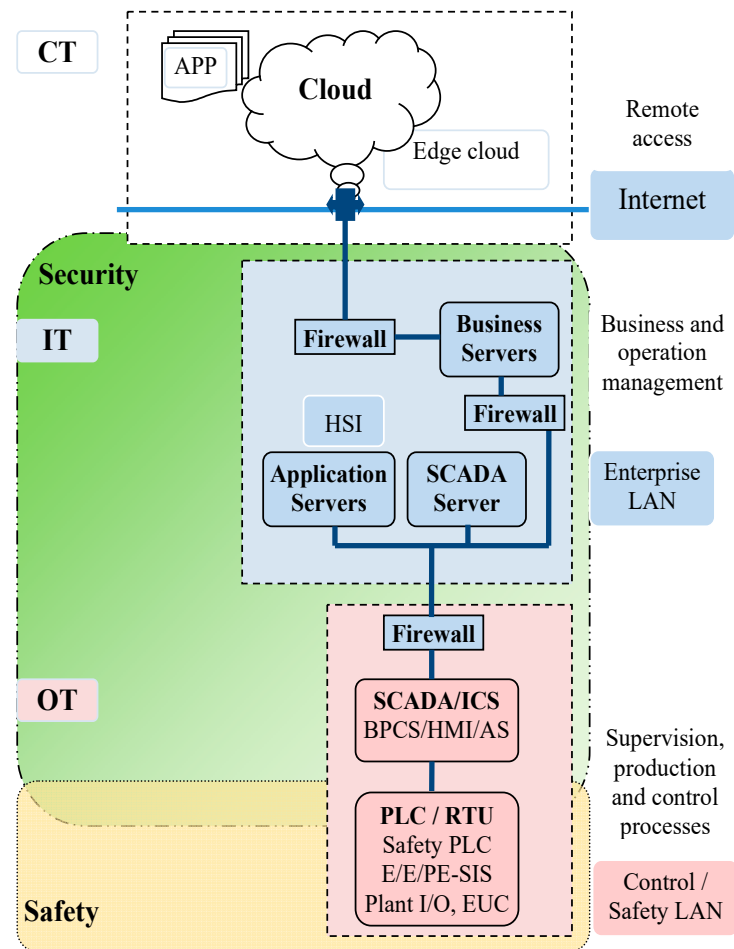 CT
APP
Cloud
Edge cloud
Remote
access
Internet
Security
IT
Firewall
Business
Servers
Business and
operation
management
Firewall
HSI
Application
Servers
SCADA
Server
Enterprise
LAN
Firewall
OT
SCADA/ICS
BPCS/HMI/AS
Supervision,
production
and control
processes
PLC / RTU
Safety PLC
E/E/PE-SIS
Plant I/O, EUC
Safety
Control /
Safety LAN